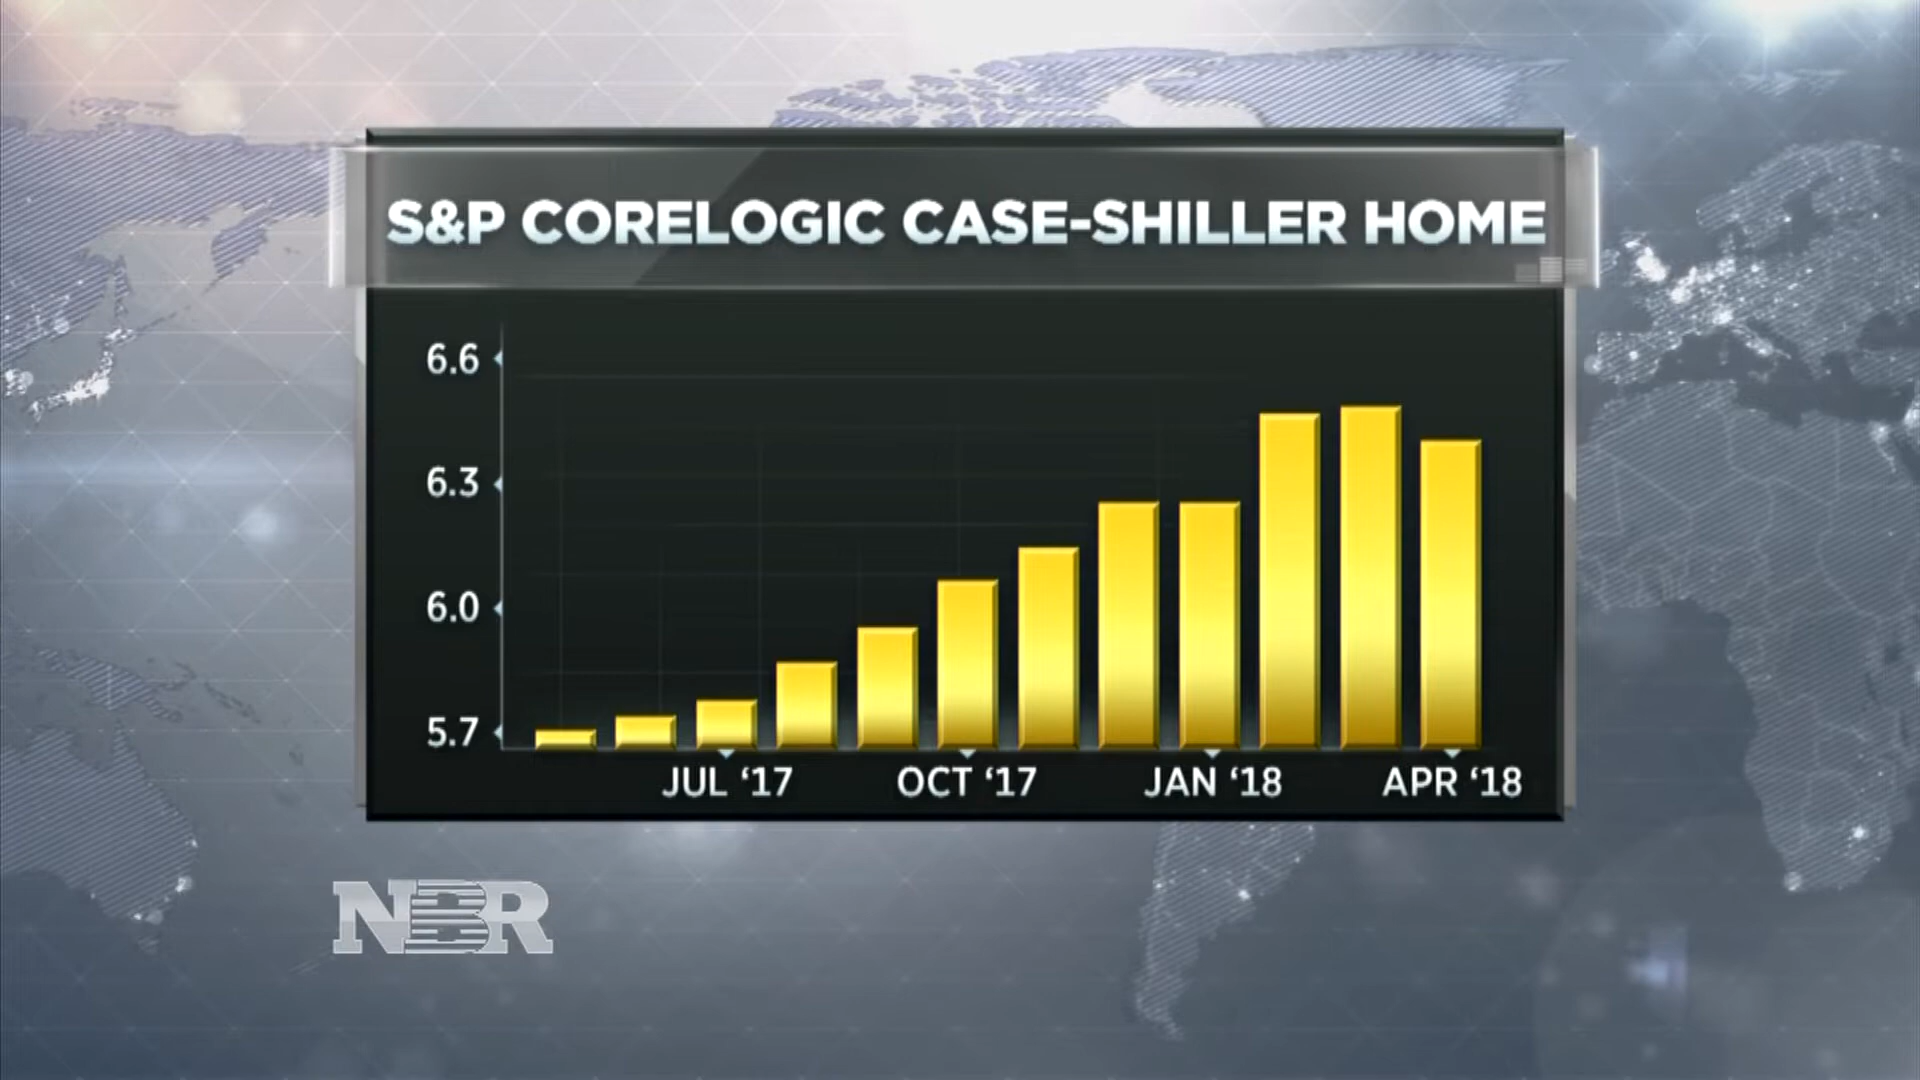 S&P CORELOGIC CASE-SHILLER HOME
6.6
6.3
6.0
5.7
JUL ‘17 OCT ‘17 JAN ‘18 APR ‘18
NBR